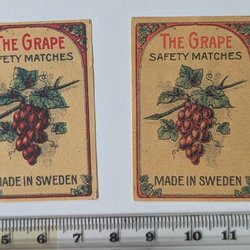 THE GRAPE
SAFETY MATCHES
MADE IN SWEDEN
THE GRAPE
SAFETY MATCHES
MADE IN SWEDEN
5 6 7 8 9 10 11